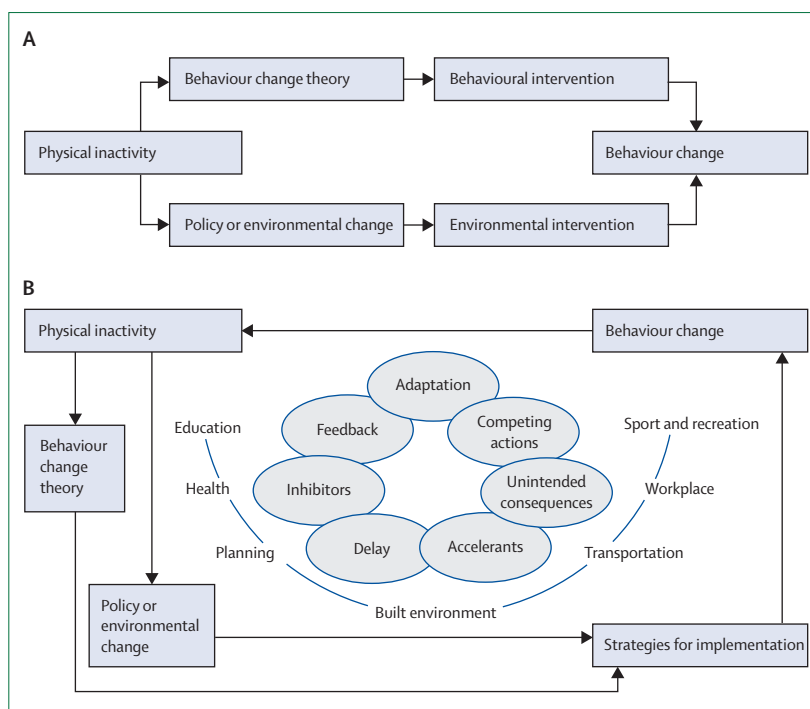 A
Behaviour change theory
Behavioural intervention
Physical inactivity
Behaviour change
Policy or environmental change
Environmental intervention
B
Physical inactivity
Behaviour change
Adaptation
Education
Feedback
Competing
actions
Sport and recreation
Behaviour
change
theory
Health
Inhibitors
Unintended
consequences
Workplace
Planning
Delay
Accelerants
Transportation
Built environment
Policy or
environmental
change
Strategies for implementation